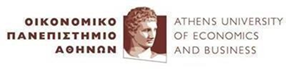 ΟΙΚΟΝΟΜΙΚΟ
ΠΑΝΕΠΙΣΤΗΜΙΟ
ΑΘΗΝΩΝ
ATHENS UNIVERSITY
OF ECONOMICS
AND BUSINESS